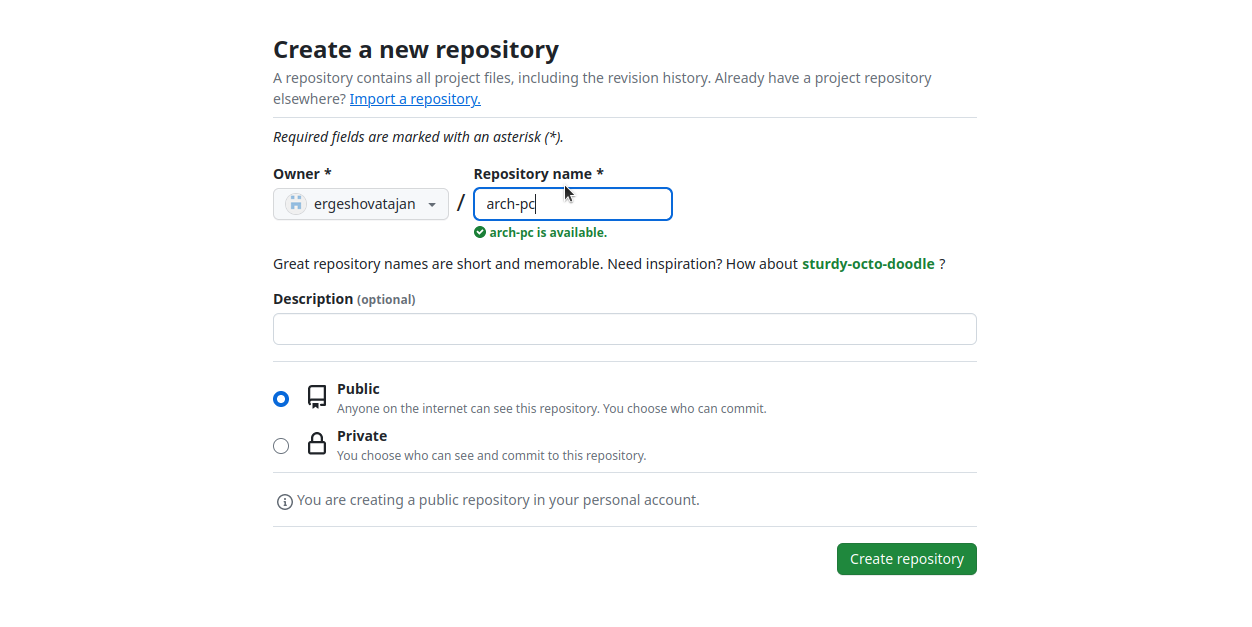 Create a new repository
A repository contains all project files, including the revision history. Already have a project repository
elsewhere? Import a repository.
Required fields are marked with an asterisk (*).
Owner * Repository name *
ergeshovatajan / arch-pc
arch-pc is available.
Great repository names are short and memorable. Need inspiration? How about sturdy-octo-doodle ?
Description (optional)
Public
Anyone on the internet can see this repository. You choose who can commit.
Private
You choose who can see and commit to this repository.
You are creating a public repository in your personal account.
Create repository